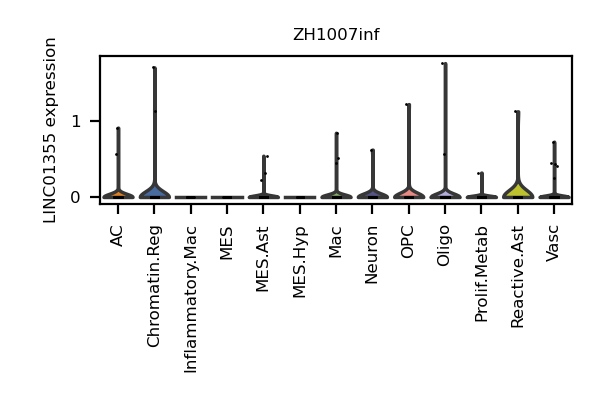 ZH1007inf
LINC01355 expression
1
0
AC
Chromatin.Reg
Inflammatory.Mac
MES
MES.Ast
MES.Hyp
Mac
Neuron
OPC
Oligo
Prolif.Metab
Reactive.Ast
Vasc